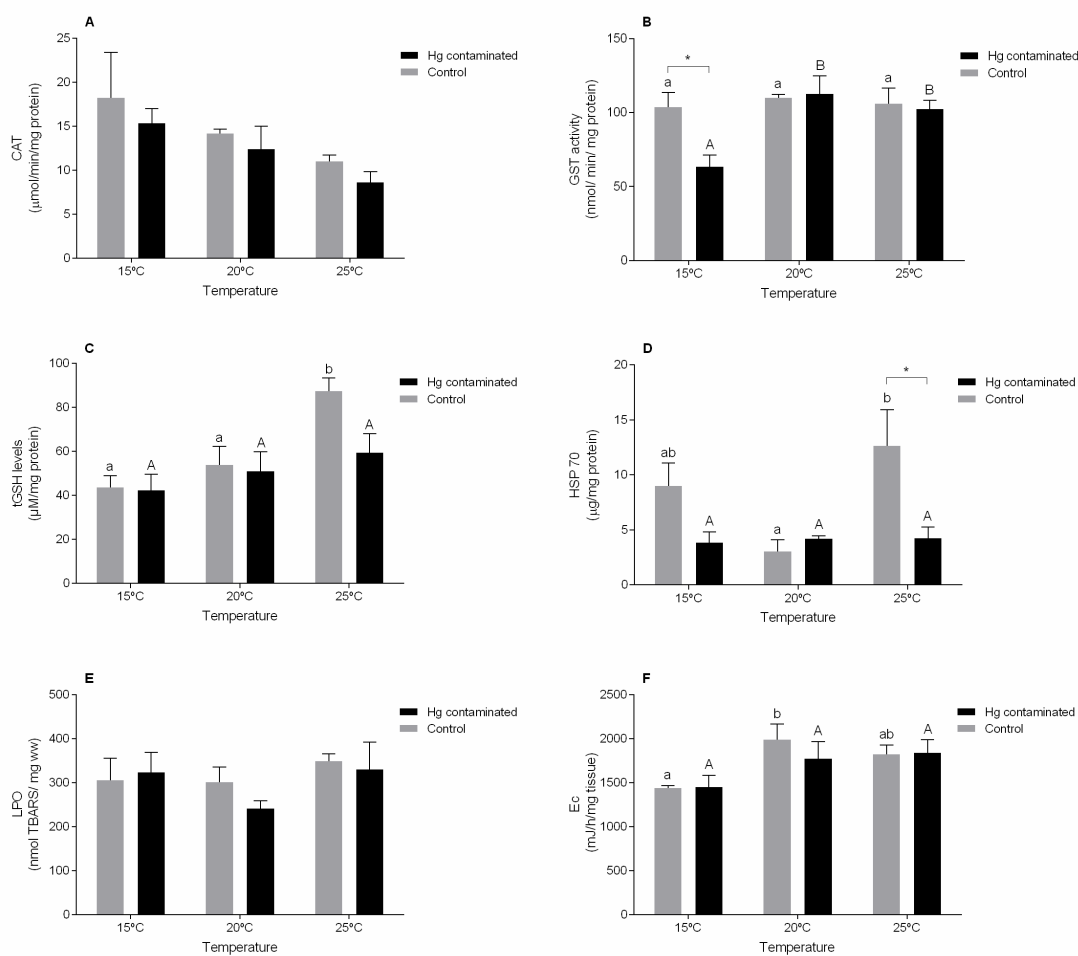 A
CAT
(µmol/min/mg protein)
25
20
15
10
5
0
15ºC
20ºC
25ºC
Temperature
Hg contaminated
Control
B
GST activity
(nmol/ min/ mg protein)
150
100
50
0
a
*
A
a
B
a
B
15ºC
20ºC
25ºC
Temperature
Hg contaminated
Control
C
tGSH levels
(µM/mg protein)
100
80
60
40
20
0
a
A
a
A
b
A
15ºC
20ºC
25ºC
Temperature
Hg contaminated
Control
D
HSP 70
(µg/mg protein)
20
15
10
5
0
ab
A
a
A
b
*
A
15ºC
20ºC
25ºC
Temperature
Hg contaminated
Control
E
LPO
(nmol TBARS/ mg ww)
500
400
300
200
100
0
15ºC
20ºC
25ºC
Temperature
Hg contaminated
Control
F
Ec
(mJ/h/mg tissue)
2500
2000
1500
1000
500
0
a
A
b
A
ab
A
15ºC
20ºC
25ºC
Temperature
Hg contaminated
Control